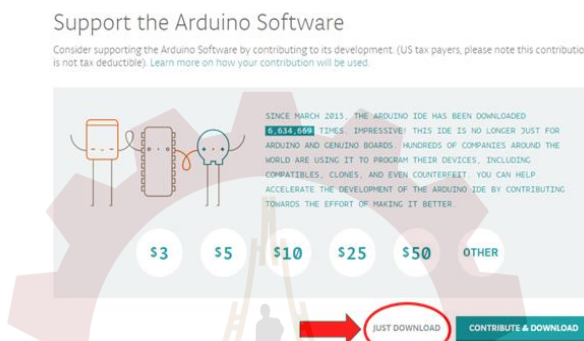 Support the Arduino Software
Consider supporting the Arduino Software by contributing to its development. (US tax payers, please note this contribution
is not tax deductible). Learn more on how your contribution will be used.
SINCE MARCH 2015, THE ARDUINO IDE HAS BEEN DOWNLOADED
6,634,669 TIMES. IMPRESSIVE! THIS IDE IS NO LONGER JUST FOR
ARDUINO AND GENUINO BOARDS, HUNDREDS OF COMPANIES AROUND THE
WORLD ARE USING IT TO PROGRAM THEIR DEVICES, INCLUDING
COMPATIBLES, CLONES, AND EVEN COUNTERFEIT. YOU CAN HELP
ACCELERATE THE DEVELOPMENT OF THE ARDUINO IDE BY CONTRIBUTING
TOWARDS THE EFFORT OF MAKING IT BETTER.
$3 $5 $10 $25 $50 OTHER
JUST DOWNLOAD CONTRIBUTE & DOWNLOAD